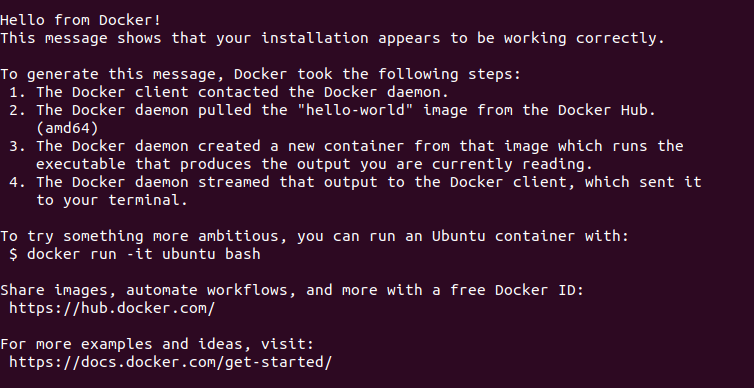 Hello from Docker!
This message shows that your installation appears to be working correctly.
To generate this message, Docker took the following steps:
1. The Docker client contacted the Docker daemon.
2. The Docker daemon pulled the "hello-world" image from the Docker Hub.
(amd64)
3. The Docker daemon created a new container from that image which runs the
executable that produces the output you are currently reading.
4. The Docker daemon streamed that output to the Docker client, which sent it
to your terminal.
To try something more ambitious, you can run an Ubuntu container with:
$ docker run -it ubuntu bash
Share images, automate workflows, and more with a free Docker ID:
https://hub.docker.com/
For more examples and ideas, visit:
https://docs.docker.com/get-started/